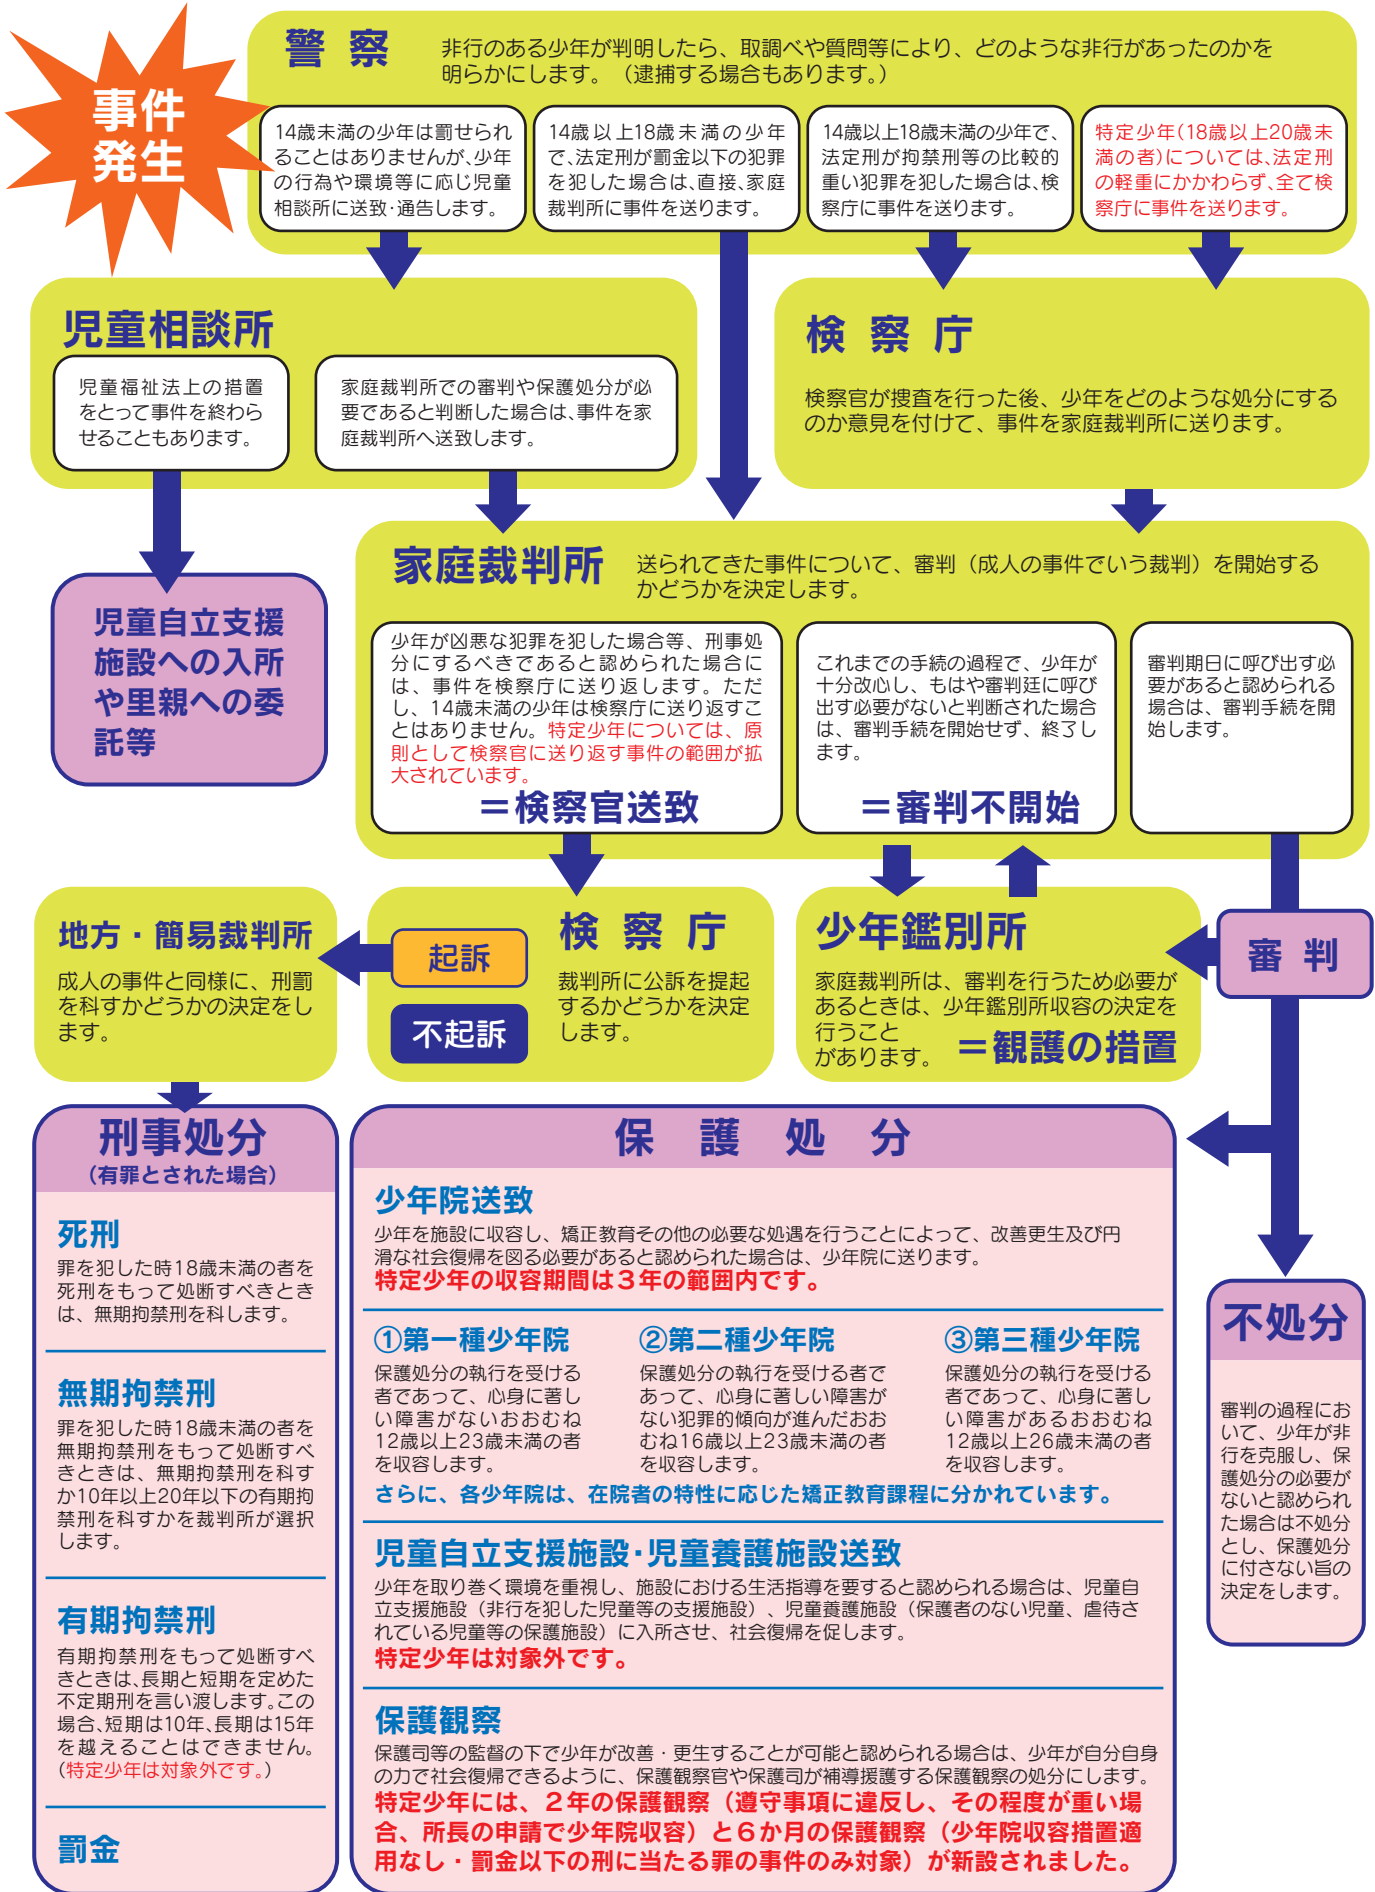 事件
発生
警 察
非行のある少年が判明したら、取調べや質問等により、どのような非行があったのかを
明らかにします。（逮捕する場合もあります。）
14歳未満の少年は罰せられ
ることはありませんが、少年
の行為や環境等に応じ児童
相談所に送致・通告します。
14歳以上18歳未満の少年
で、法定刑が罰金以下の犯罪
を犯した場合は、直接、家庭
裁判所に事件を送ります。
14歳以上18歳未満の少年で、
法定刑が拘禁刑等の比較的
重い犯罪を犯した場合は、検
察庁に事件を送ります。
特定少年(18歳以上20歳未
満の者)については、法定刑
の軽重にかかわらず、全て検
察庁に事件を送ります。
児童相談所
児童福祉法上の措置
をとって事件を終わら
せることもあります。
家庭裁判所での審判や保護処分が必
要であると判断した場合は、事件を家
庭裁判所へ送致します。
検 察 庁
検察官が捜査を行った後、少年をどのような処分にする
のか意見を付けて、事件を家庭裁判所に送ります。
児童自立支援
施設への入所
や里親への委
託等
家庭裁判所
送られてきた事件について、審判（成人の事件でいう裁判）を開始する
かどうかを決定します。
少年が凶悪な犯罪を犯した場合等、刑事処
分にするべきであると認められた場合に
は、事件を検察庁に送り返します。ただ
し、14歳未満の少年は検察庁に送り返すこ
とはありません。特定少年については、原
則として検察官に送り返す事件の範囲が拡
大されています。
＝検察官送致
これまでの手続の過程で、少年が
十分改心し、もはや審判廷に呼び
出す必要がないと判断された場合
は、審判手続を開始せず、終了し
ます。
＝審判不開始
審判期日に呼び出す必
要があると認められる
場合は、審判手続を開
始します。
地方・簡易裁判所
成人の事件と同様に、刑罰
を科すかどうかの決定をし
ます。
起訴
不起訴
検 察 庁
裁判所に公訴を提起
するかどうかを決定
します。
少年鑑別所
家庭裁判所は、審判を行うため必要が
あるときは、少年鑑別所収容の決定を
行うこと
があります。
＝観護の措置
審 判
刑事処分
（有罪とされた場合）
死刑
罪を犯した時18歳未満の者を
死刑をもって処断すべきとき
は、無期拘禁刑を科します。
無期拘禁刑
罪を犯した時18歳未満の者を
無期拘禁刑をもって処断すべ
きときは、無期拘禁刑を科す
か10年以上20年以下の有期拘
禁刑を科すかを裁判所が選択
します。
有期拘禁刑
有期拘禁刑をもって処断すべ
きときは、長期と短期を定めた
不定期刑を言い渡します。この
場合、短期は10年、長期は15年
を越えることはできません。
(特定少年は対象外です。)
罰金
保 護 処 分
少年院送致
少年を施設に収容し、矯正教育その他の必要な処遇を行うことによって、改善更生及び円
滑な社会復帰を図る必要があると認められた場合は、少年院に送ります。
特定少年の収容期間は３年の範囲内です。
①第一種少年院
保護処分の執行を受ける
者であって、心身に著し
い障害がないおおむね
12歳以上23歳未満の者
を収容します。
②第二種少年院
保護処分の執行を受ける者で
あって、心身に著しい障害が
ない犯罪的傾向が進んだおお
むね16歳以上23歳未満の者
を収容します。
③第三種少年院
保護処分の執行を受ける
者であって、心身に著し
い障害があるおおむね
12歳以上26歳未満の者
を収容します。
さらに、各少年院は、在院者の特性に応じた矯正教育課程に分かれています。
児童自立支援施設・児童養護施設送致
少年を取り巻く環境を重視し、施設における生活指導を要すると認められる場合は、児童自
立支援施設（非行を犯した児童等の支援施設）、児童養護施設（保護者のない児童、虐待さ
れている児童等の保護施設）に入所させ、社会復帰を促します。
特定少年は対象外です。
保護観察
保護司等の監督の下で少年が改善・更生することが可能と認められる場合は、少年が自分自身
の力で社会復帰できるように、保護観察官や保護司が補導援護する保護観察の処分にします。
特定少年には、２年の保護観察（遵守事項に違反し、その程度が重い場
合、所長の申請で少年院収容）と６か月の保護観察（少年院収容措置適
用なし・罰金以下の刑に当たる罪の事件のみ対象）が新設されました。
不処分
審判の過程にお
いて、少年が非
行を克服し、保
護処分の必要が
ないと認められ
た場合は不処分
とし、保護処分
に付さない旨の
決定をします。